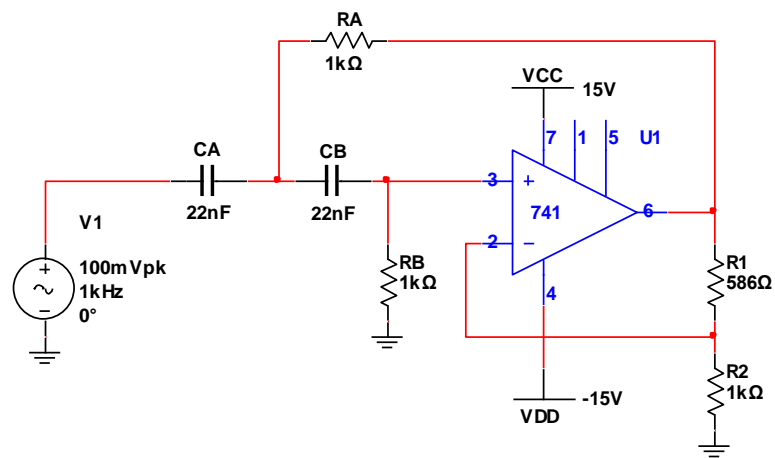 RA
1kΩ
VCC
15V
7
1
5
U1
CA
22nF
CB
22nF
3
741
6
2
4
V1
100mVpk
1kHz
0°
RB
1kΩ
R1
586Ω
R2
1kΩ
-15V
VDD